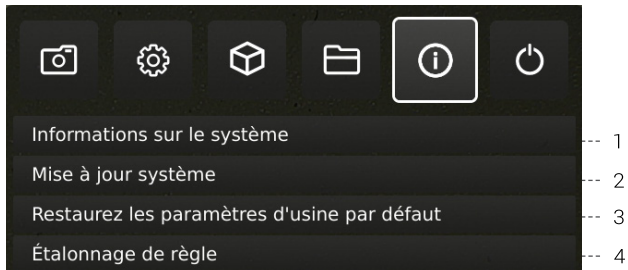 Informations sur le système --- 1
Mise à jour système --- 2
Restaurez les paramètres d'usine par défaut --- 3
Étalonnage de règle --- 4